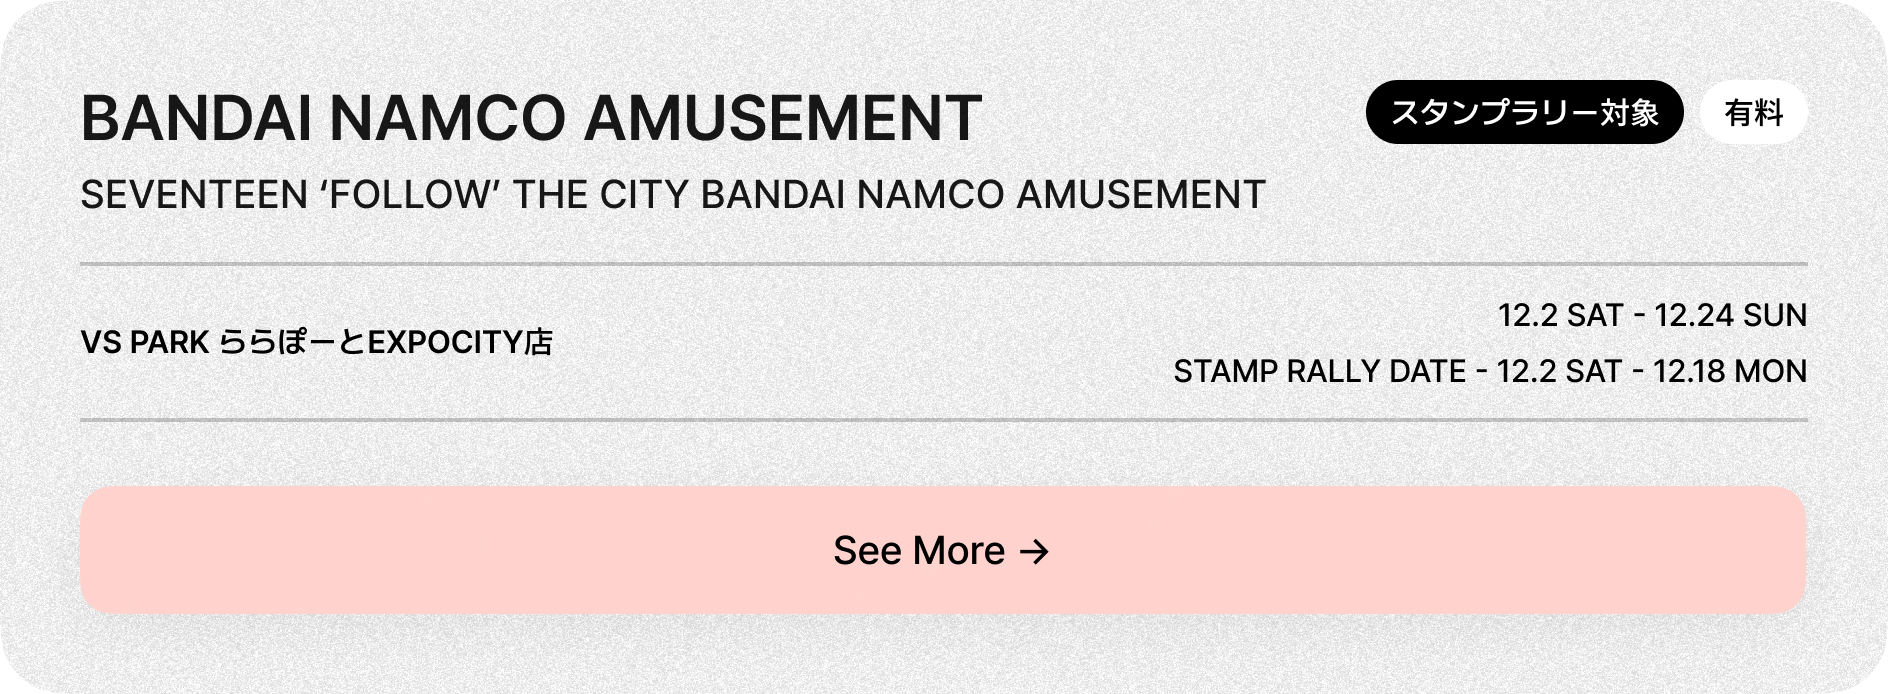 BANDAI NAMCO AMUSEMENT
スタンプラリー対象
有料
SEVENTEEN ‘FOLLOW’ THE CITY BANDAI NAMCO AMUSEMENT
VS PARK ららぽーとEXPOCITY店
12.2 SAT - 12.24 SUN
STAMP RALLY DATE - 12.2 SAT - 12.18 MON
See More →